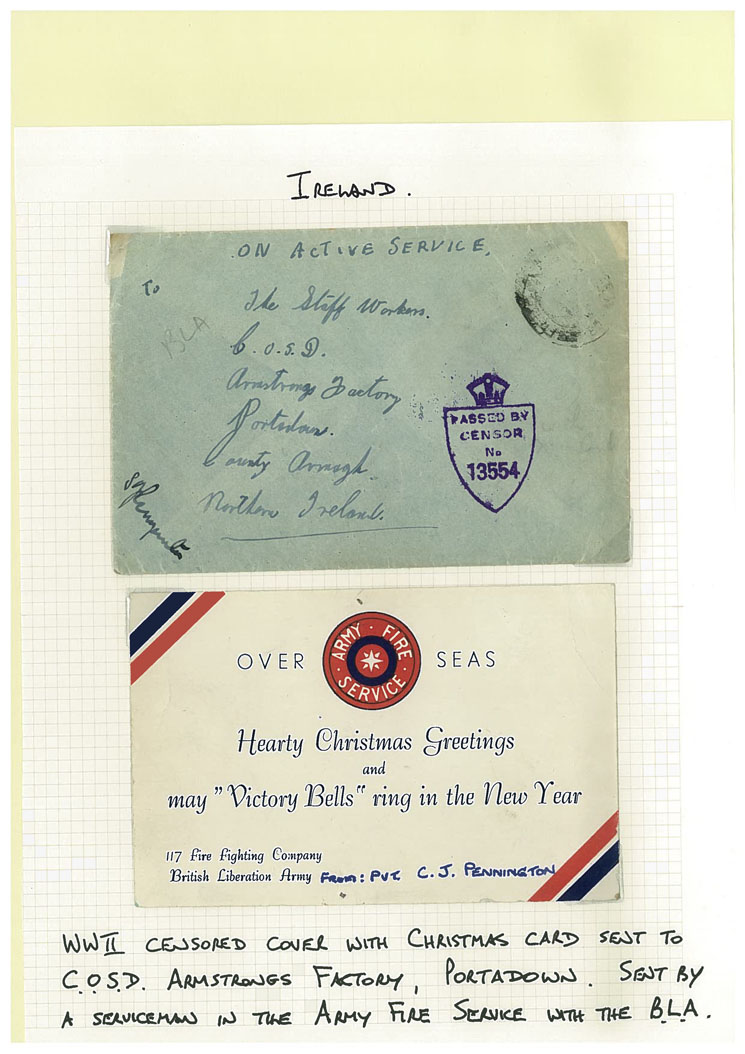 IRELAND.
ON ACTIVE SERVICE.
To
The Staff Workers.
BLA
C.O.S.D.
Armstrongs Factory
Portadown.
County Armagh.
Northern Ireland.
PASSED BY
CENSOR
No
13554
OVER SEAS
ARMY · FIRE
· SERVICE ·
Hearty Christmas Greetings
and
may "Victory Bells" ring in the New Year
117 Fire Fighting Company
British Liberation Army From: PVT. C. J. PENNINGTON
WWII CENSORED COVER WITH CHRISTMAS CARD SENT TO
C.O.S.D. ARMSTRONGS FACTORY, PORTADOWN. SENT BY
A SERVICEMAN IN THE ARMY FIRE SERVICE WITH THE B.L.A.